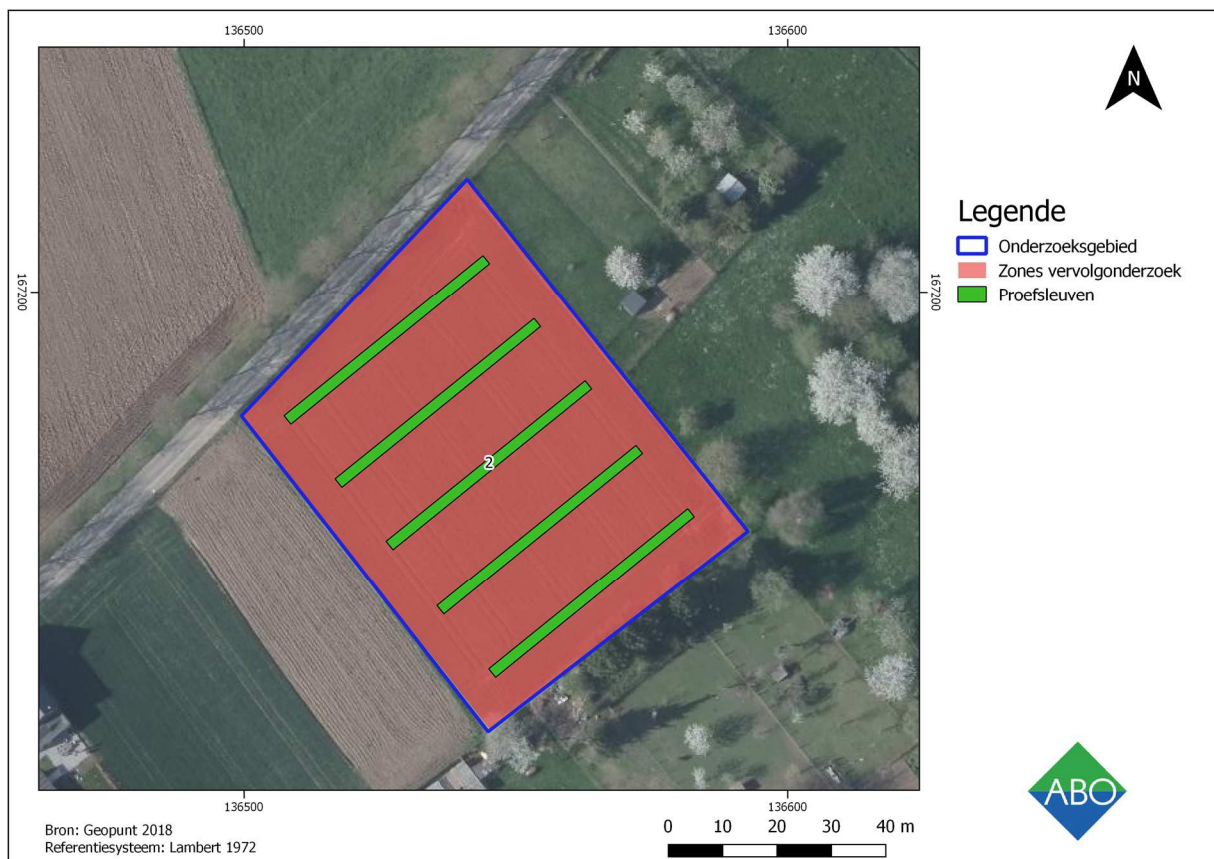 136500
136600
N
167200
167200
Legende
Onderzoeksgebied
Zones vervolgonderzoek
Proefsleuven
2
136500
136600
Bron: Geopunt 2018
Referentiesysteem: Lambert 1972
0 10 20 30 40 m
ABO